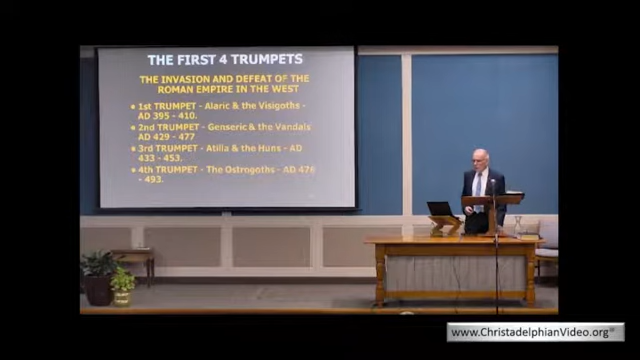 THE FIRST 4 TRUMPETS
THE INVASION AND DEFEAT OF THE
ROMAN EMPIRE IN THE WEST
• 1st TRUMPET - Alaric & the Visigoths -
AD 395 - 410.
• 2nd TRUMPET - Genseric & the Vandals
AD 429 - 477
• 3rd TRUMPET - Atilla & the Huns - AD
433 - 453.
• 4th TRUMPET - The Ostrogoths - AD 476
- 493.
www.ChristadelphianVideo.org